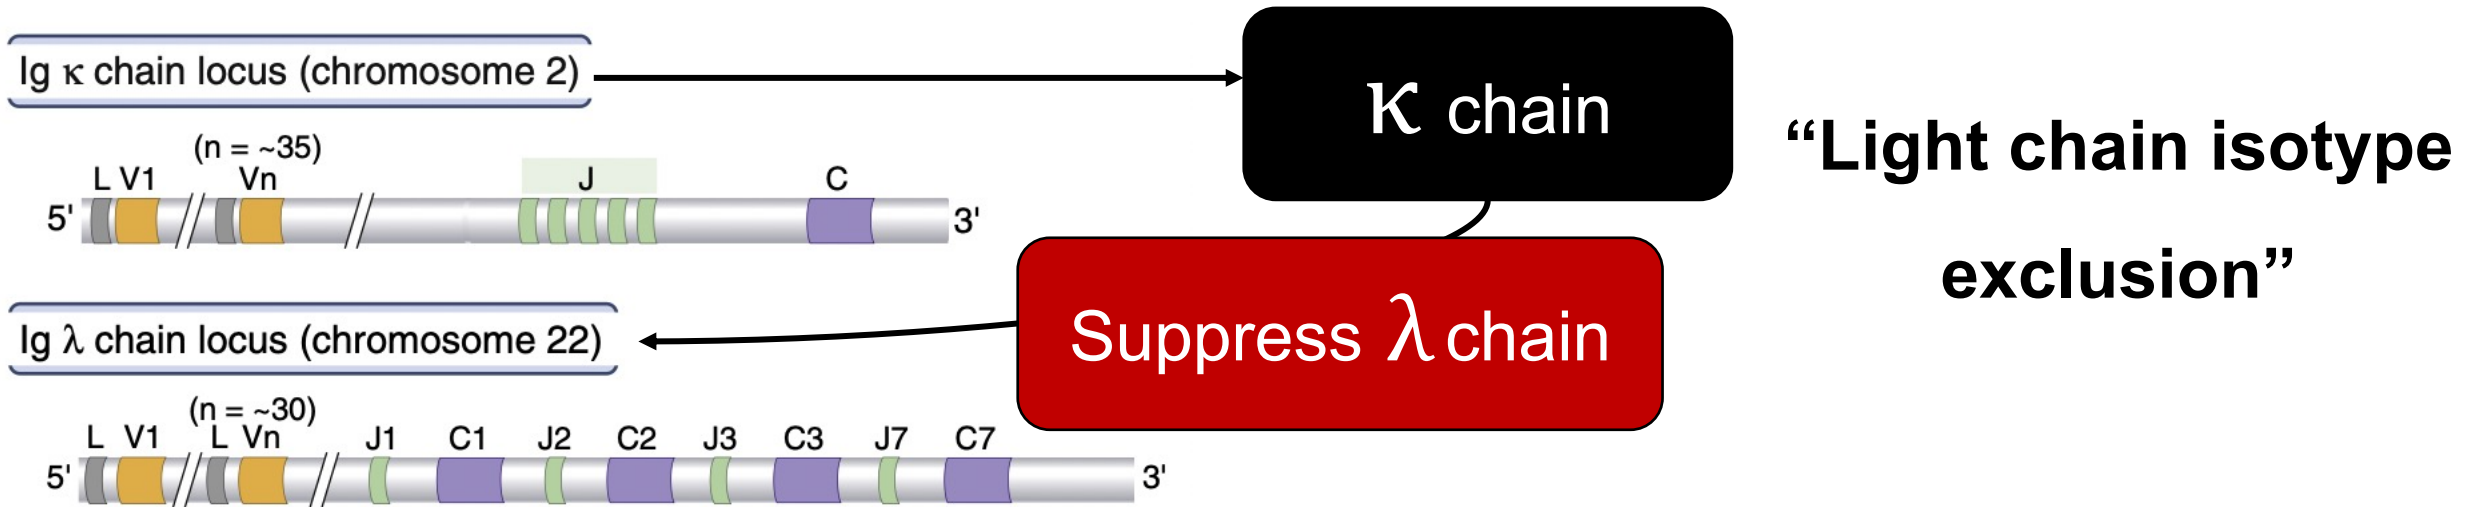 Ig κ chain locus (chromosome 2)
(n = ~35)
L V1 Vn J C
5' 3'
κ chain
“Light chain isotype
exclusion”
Suppress λ chain
Ig λ chain locus (chromosome 22)
(n = ~30)
L V1 L Vn J1 C1 J2 C2 J3 C3 J7 C7
5' 3'